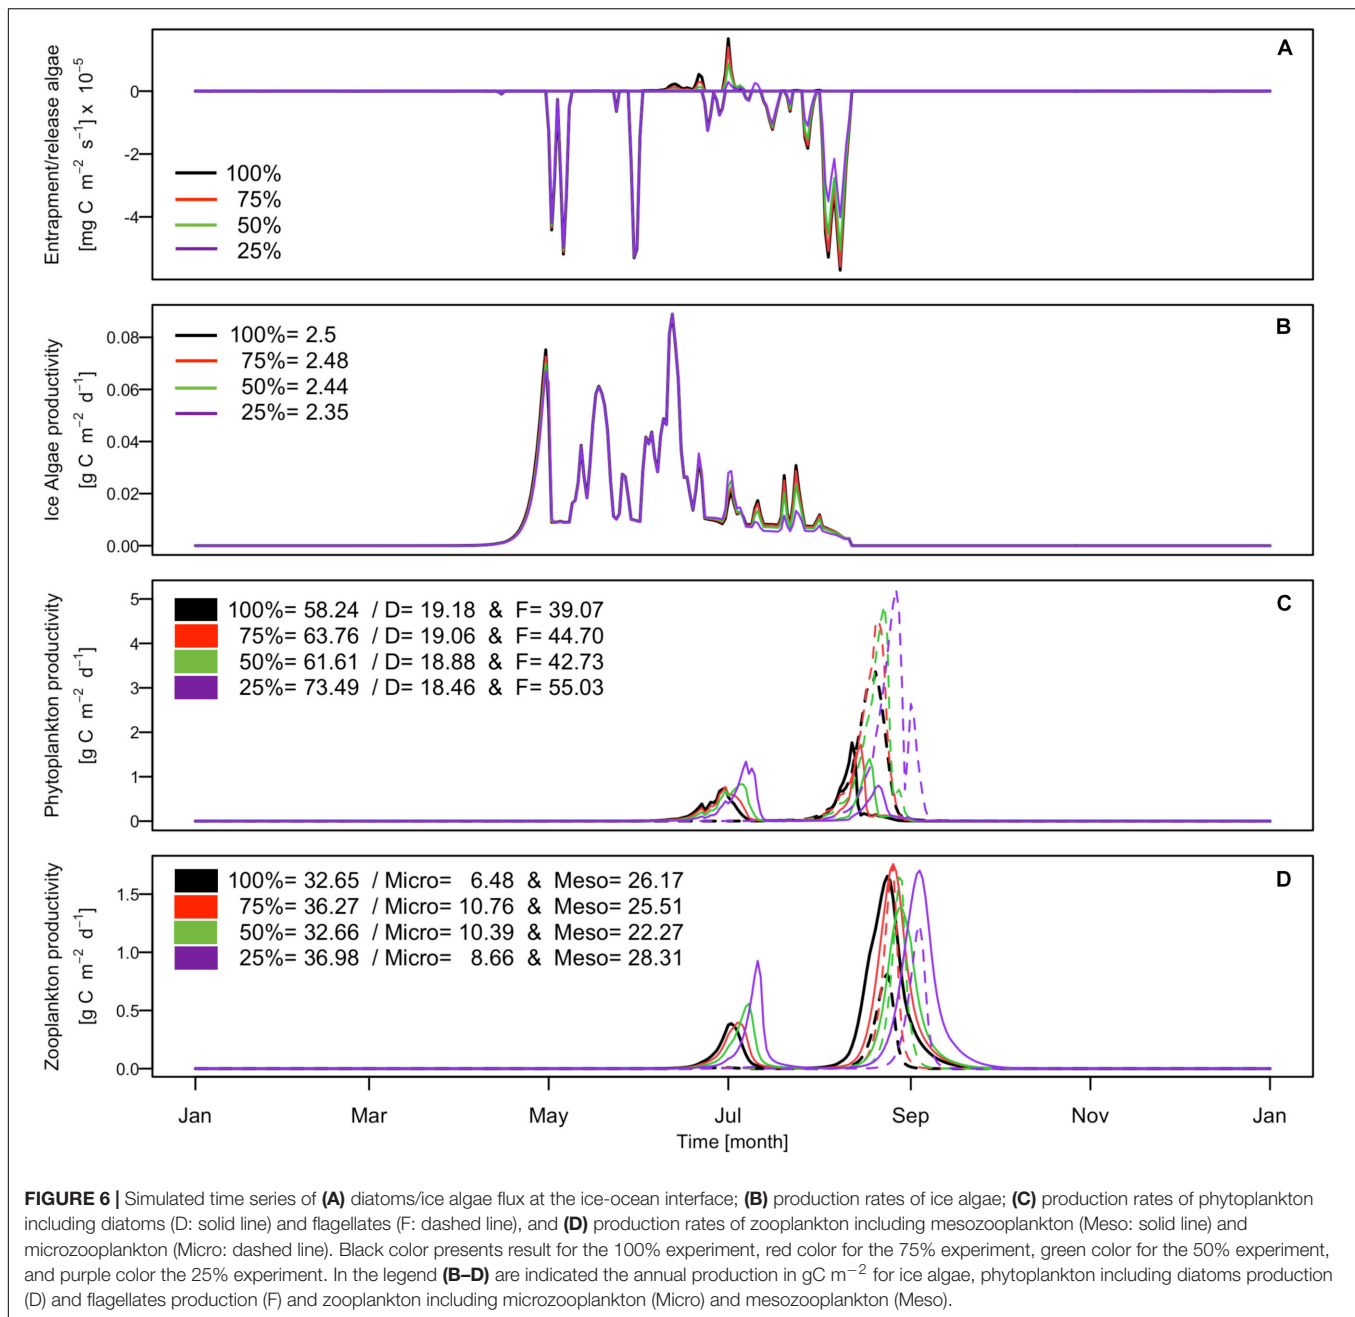 A
Entrapment/release algae
[mg C m⁻² s⁻¹] x 10⁻⁵
0
-2
-4
100%
75%
50%
25%
B
Ice Algae productivity
[g C m⁻² d⁻¹]
0.08
0.06
0.04
0.02
0.00
100%= 2.5
75%= 2.48
50%= 2.44
25%= 2.35
C
Phytoplankton productivity
[g C m⁻² d⁻¹]
5
4
3
2
1
0
100%= 58.24 / D= 19.18 & F= 39.07
75%= 63.76 / D= 19.06 & F= 44.70
50%= 61.61 / D= 18.88 & F= 42.73
25%= 73.49 / D= 18.46 & F= 55.03
D
Zooplankton productivity
[g C m⁻² d⁻¹]
1.5
1.0
0.5
0.0
100%= 32.65 / Micro= 6.48 & Meso= 26.17
75%= 36.27 / Micro= 10.76 & Meso= 25.51
50%= 32.66 / Micro= 10.39 & Meso= 22.27
25%= 36.98 / Micro= 8.66 & Meso= 28.31
Jan Mar May Jul Sep Nov Jan
Time [month]
FIGURE 6 | Simulated time series of (A) diatoms/ice algae flux at the ice-ocean interface; (B) production rates of ice algae; (C) production rates of phytoplankton
including diatoms (D: solid line) and flagellates (F: dashed line), and (D) production rates of zooplankton including mesozooplankton (Meso: solid line) and
microzooplankton (Micro: dashed line). Black color presents result for the 100% experiment, red color for the 75% experiment, green color for the 50% experiment,
and purple color the 25% experiment. In the legend (B–D) are indicated the annual production in gC m⁻² for ice algae, phytoplankton including diatoms production
(D) and flagellates production (F) and zooplankton including microzooplankton (Micro) and mesozooplankton (Meso).